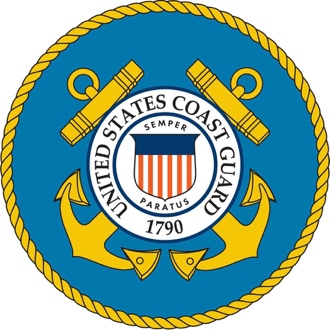 UNITED STATES COAST GUARD
SEMPER
PARATUS
1790